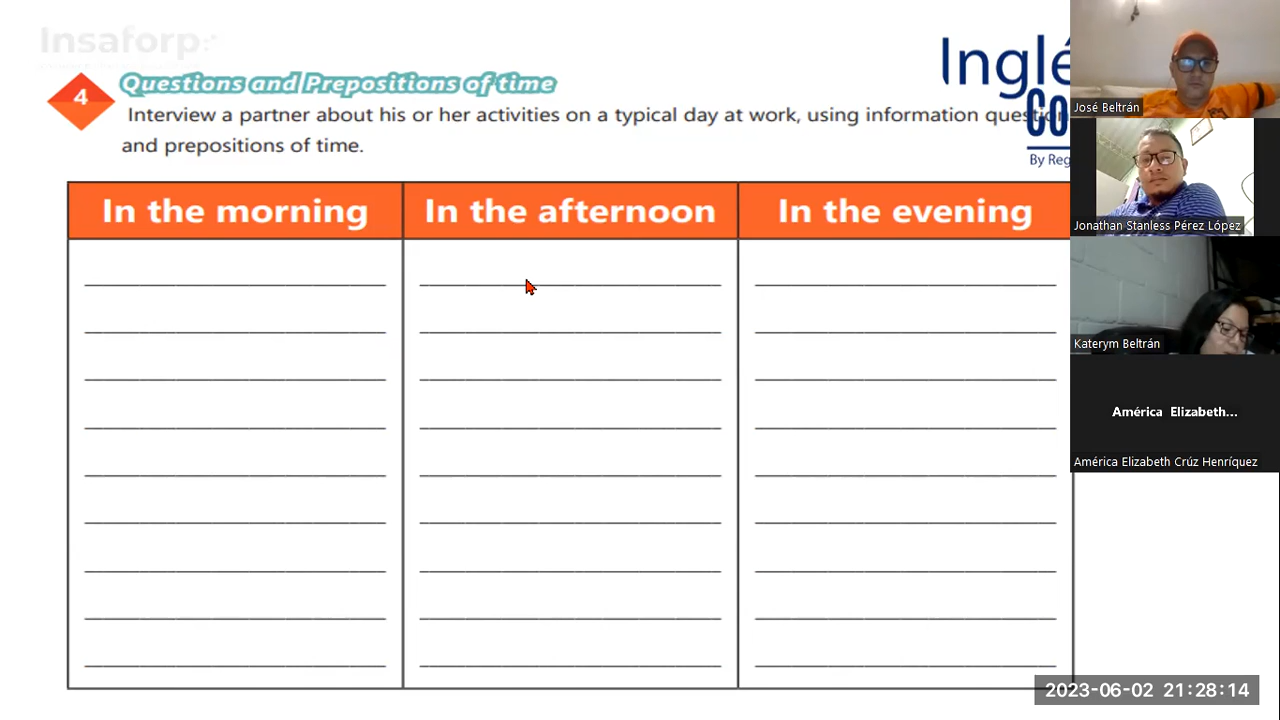 Insaforp
Inglé
CO
By Reg
4
Questions and Prepositions of time
Interview a partner about his or her activities on a typical day at work, using information question
and prepositions of time.
In the morning
In the afternoon
In the evening
José Beltrán
Jonathan Stanless Pérez López
Katerym Beltrán
América Elizabeth...
América Elizabeth Crúz Henríquez
2023-06-02 21:28:14